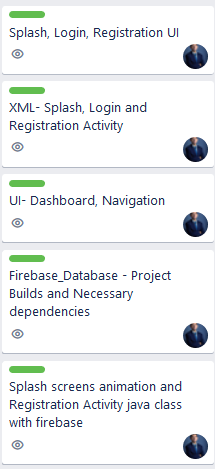 Splash, Login, Registration UI
XML- Splash, Login and
Registration Activity
UI- Dashboard, Navigation
Firebase_Database - Project
Builds and Necessary
dependencies
Splash screens animation and
Registration Activity java class
with firebase